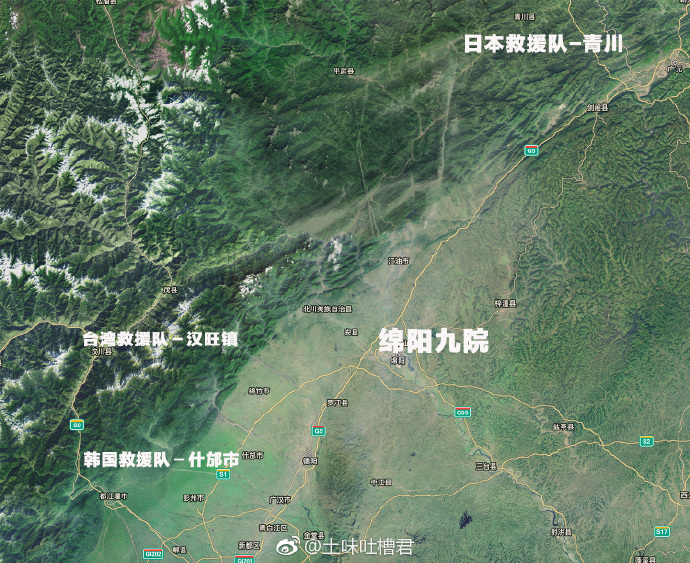 松潘县
青川县
日本救援队-青川
平武县
广元
剑阁县
G5
江油市
茂县
北川羌族自治县
梓潼县
台湾救援队-汉旺镇
汶川县
安县
绵阳九院
绵阳
绵竹市
罗江县
G93
盐亭县
G5
S2
韩国救援队-什邡市
什邡市
德阳
三台县
S1
中江县
都江堰市
彭州市
广汉市
青白江区
射洪县
S17
金堂县
郫县
新都区
蓬溪县
G4202
G4201
@土味吐槽君